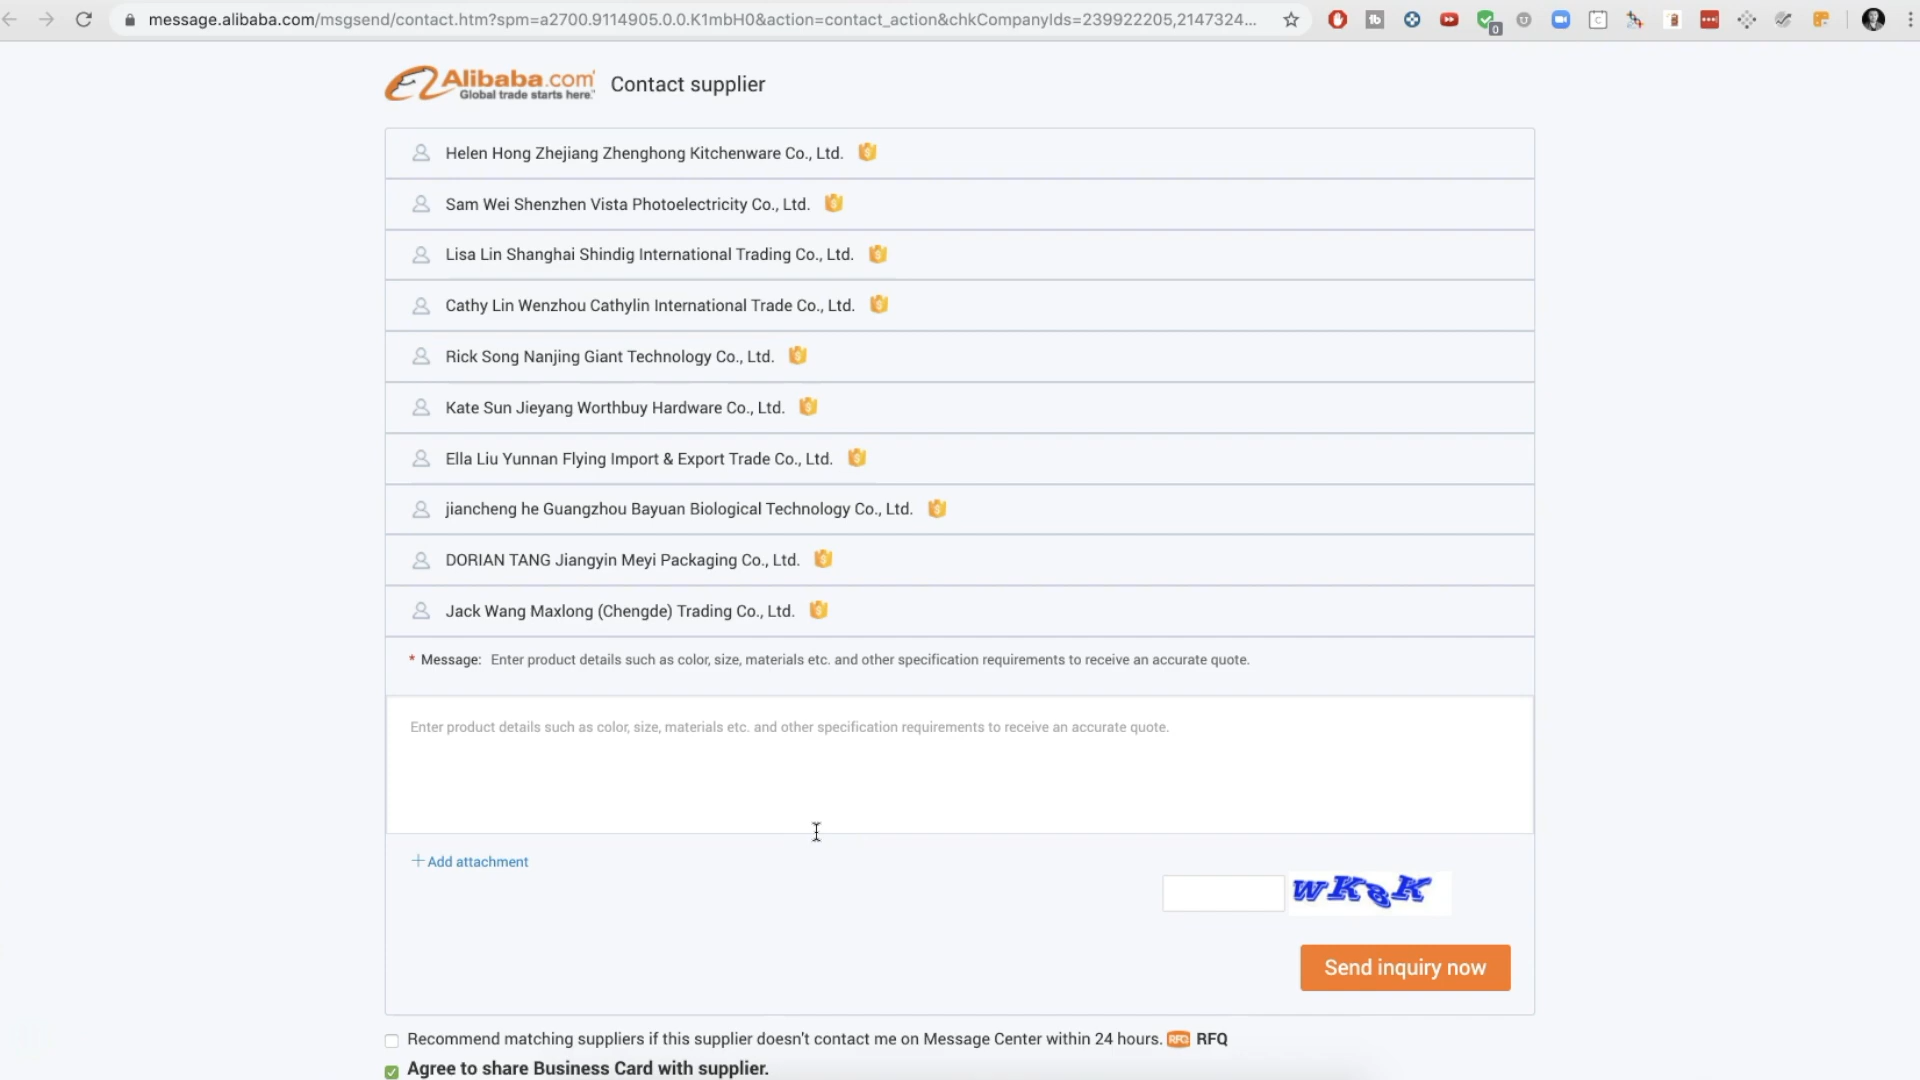 message.alibaba.com/msgsend/contact.htm?spm=a2700.9114905.0.0.K1mbH0&action=contact_action&chkCompanyIds=239922205,2147324...
0
Alibaba.com
Global trade starts here.
Contact supplier
Helen Hong Zhejiang Zhenghong Kitchenware Co., Ltd.
Sam Wei Shenzhen Vista Photoelectricity Co., Ltd.
Lisa Lin Shanghai Shindig International Trading Co., Ltd.
Cathy Lin Wenzhou Cathylin International Trade Co., Ltd.
Rick Song Nanjing Giant Technology Co., Ltd.
Kate Sun Jieyang Worthbuy Hardware Co., Ltd.
Ella Liu Yunnan Flying Import & Export Trade Co., Ltd.
jiancheng he Guangzhou Bayuan Biological Technology Co., Ltd.
DORIAN TANG Jiangyin Meyi Packaging Co., Ltd.
Jack Wang Maxlong (Chengde) Trading Co., Ltd.
* Message: Enter product details such as color, size, materials etc. and other specification requirements to receive an accurate quote.
Enter product details such as color, size, materials etc. and other specification requirements to receive an accurate quote.
+ Add attachment
wK8K
Send inquiry now
Recommend matching suppliers if this supplier doesn't contact me on Message Center within 24 hours. RFQ RFQ
Agree to share Business Card with supplier.